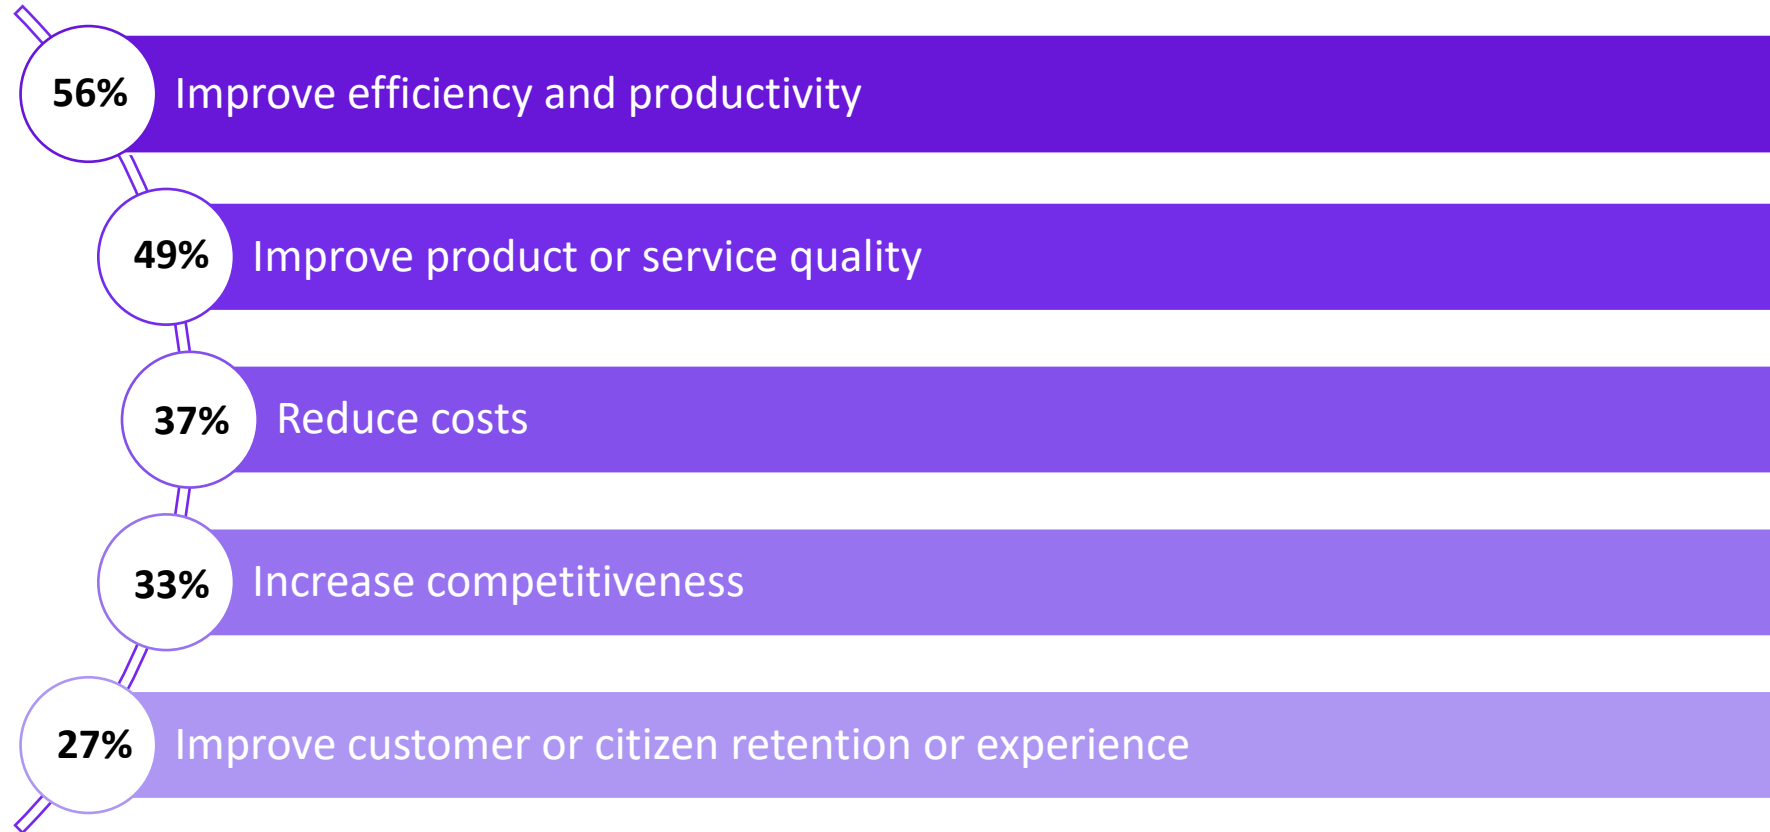 56% Improve efficiency and productivity
49% Improve product or service quality
37% Reduce costs
33% Increase competitiveness
27% Improve customer or citizen retention or experience